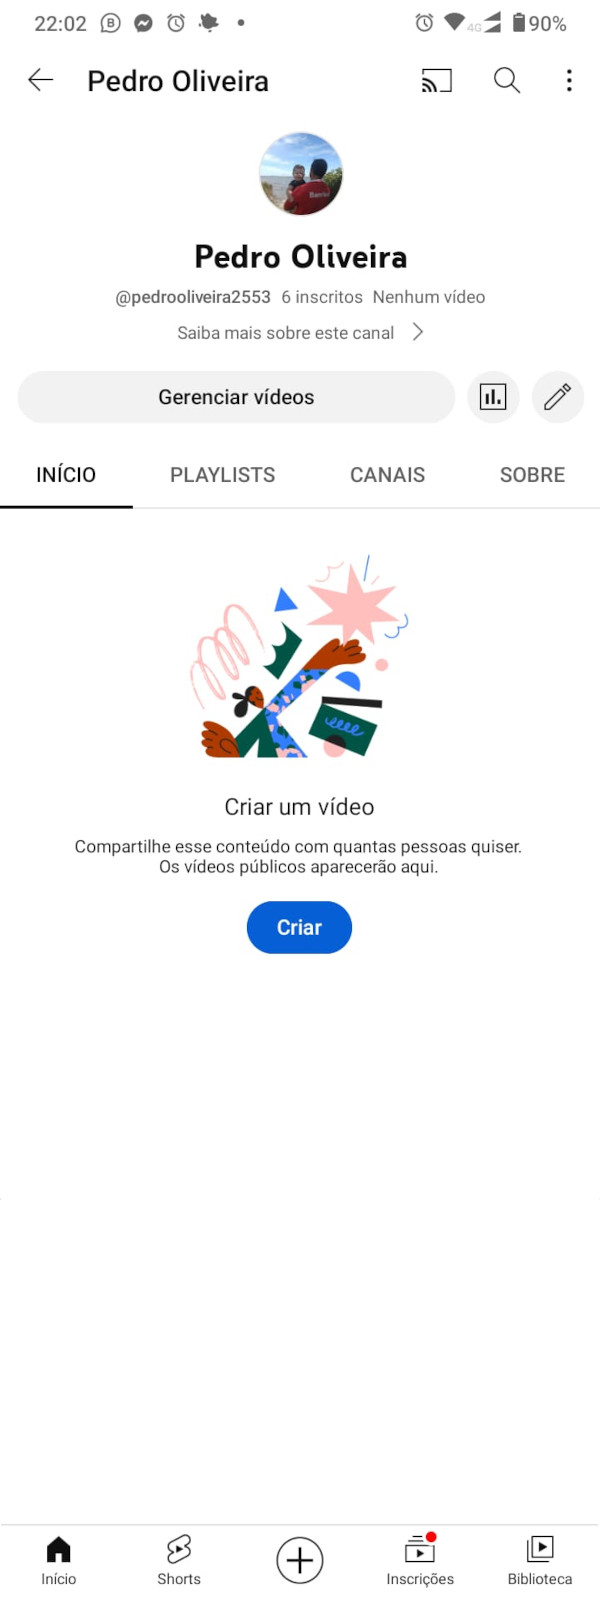 22:02 4G 90%
Pedro Oliveira
Pedro Oliveira
@pedrooliveira2553 6 inscritos Nenhum vídeo
Saiba mais sobre este canal
Gerenciar vídeos
INÍCIO PLAYLISTS CANAIS SOBRE
Criar um vídeo
Compartilhe esse conteúdo com quantas pessoas quiser.
Os vídeos públicos aparecerão aqui.
Criar
Início Shorts Inscrições Biblioteca